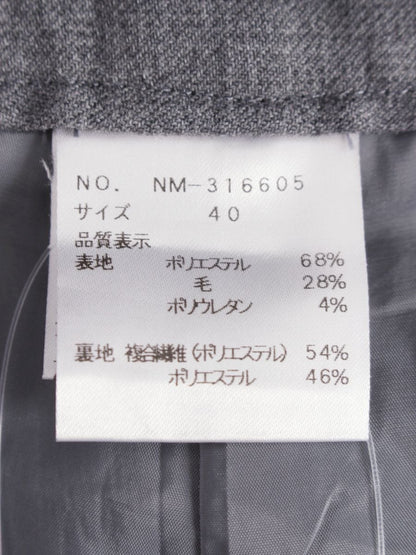 NO. NM-316605
サイズ 40
品質表示
表地 ポリエステル 68%
毛 28%
ポリウレタン 4%
裏地 複合繊維(ポリエステル) 54%
ポリエステル 46%